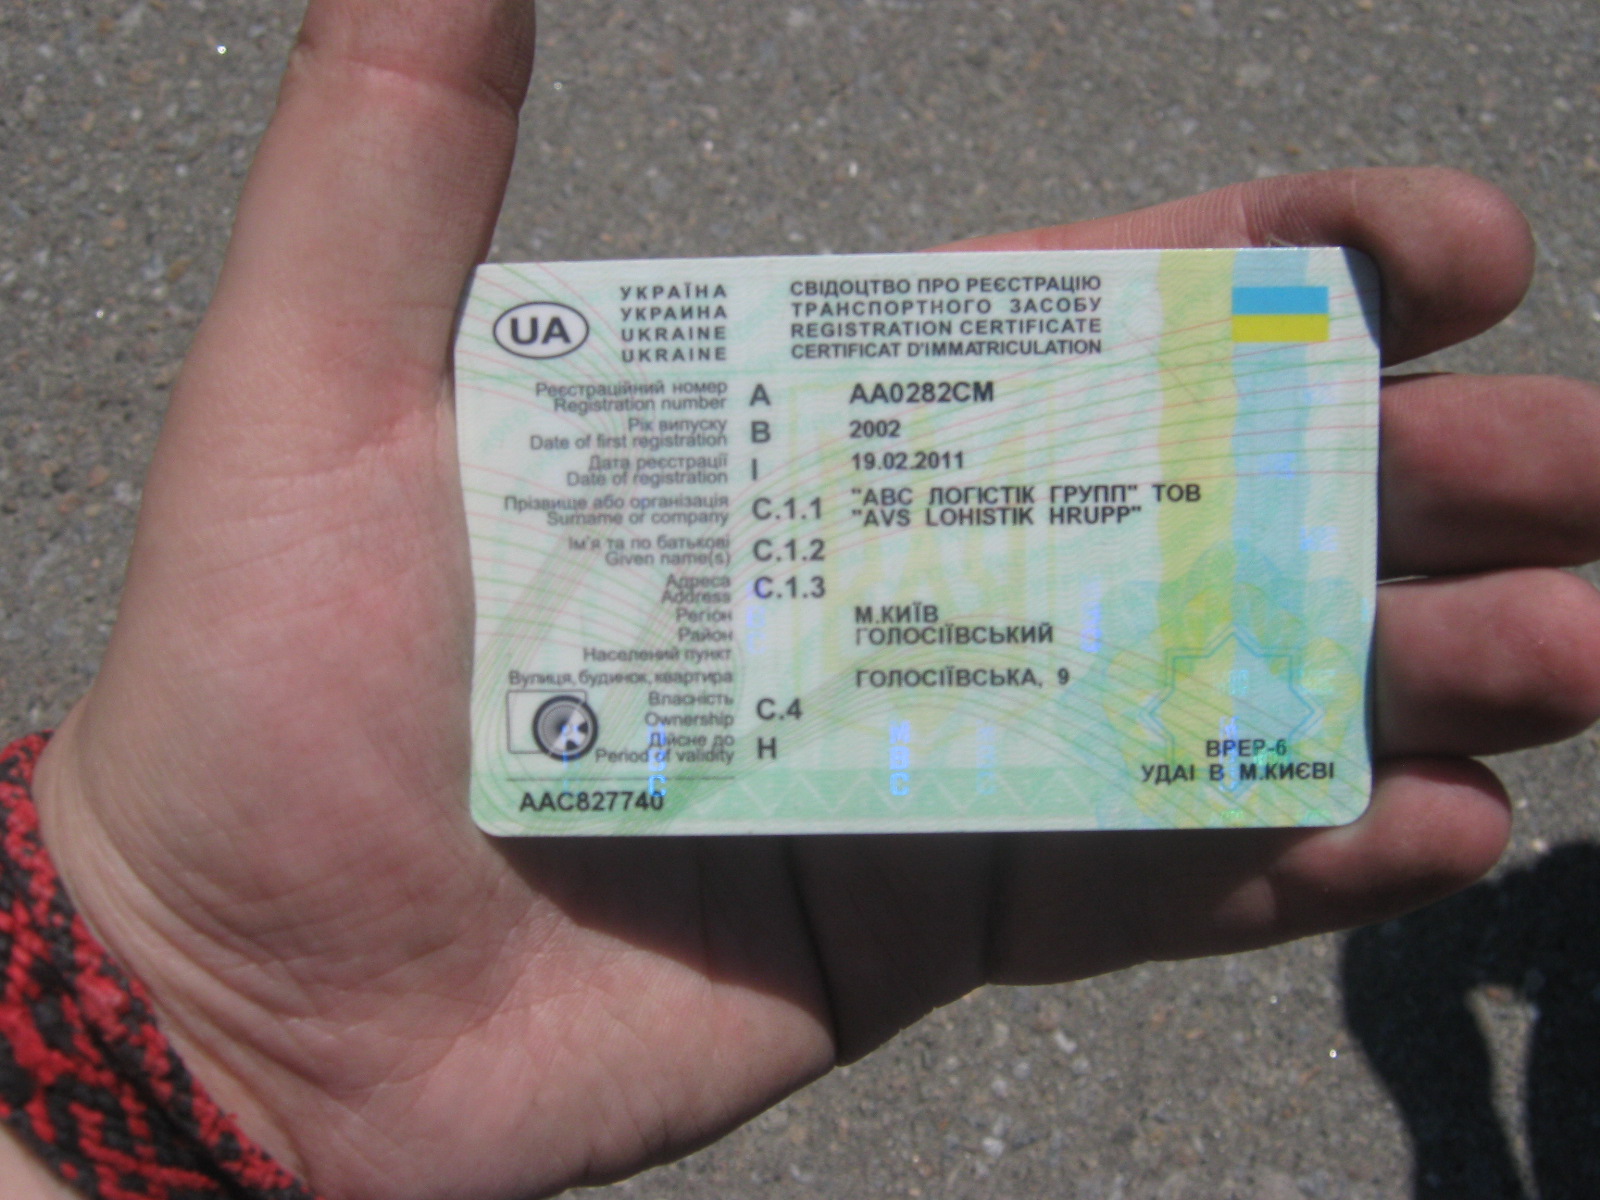 UA
УКРАЇНА
УКРАИНА
UKRAINE
UKRAINE
СВІДОЦТВО ПРО РЕЄСТРАЦІЮ
ТРАНСПОРТНОГО ЗАСОБУ
REGISTRATION CERTIFICATE
CERTIFICAT D'IMMATRICULATION
Реєстраційний номер
Registration number A AA0282CM
Рік випуску
Date of first registration B 2002
Дата реєстрації
Date of registration I 19.02.2011
Прізвище або організація
Surname or company C.1.1 "АВС ЛОГІСТІК ГРУПП" ТОВ
"AVS LOHISTIK HRUPP"
Ім'я та по батькові
Given name(s) C.1.2
Адреса
Address C.1.3
Регіон М.КИЇВ
Район ГОЛОСІЇВСЬКИЙ
Населений пункт
Вулиця, будинок, квартира ГОЛОСІЇВСЬКА, 9
Власність
Ownership C.4
Дійсне до
Period of validity H
ВРЕР-6
УДАІ В М.КИЄВІ
ААС827740
МВС